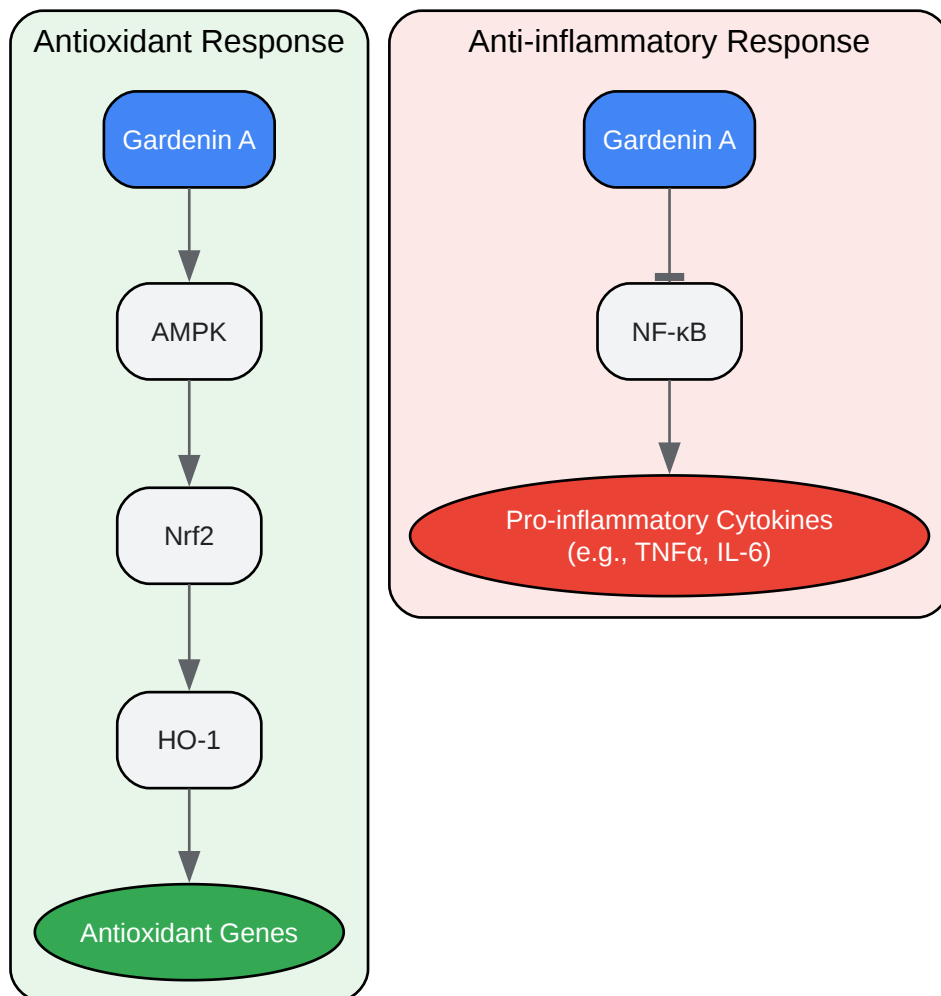 Antioxidant Response
Gardenin A
AMPK
Nrf2
HO-1
Antioxidant Genes
Anti-inflammatory Response
Gardenin A
NF-κB
Pro-inflammatory Cytokines
(e.g., TNFα, IL-6)